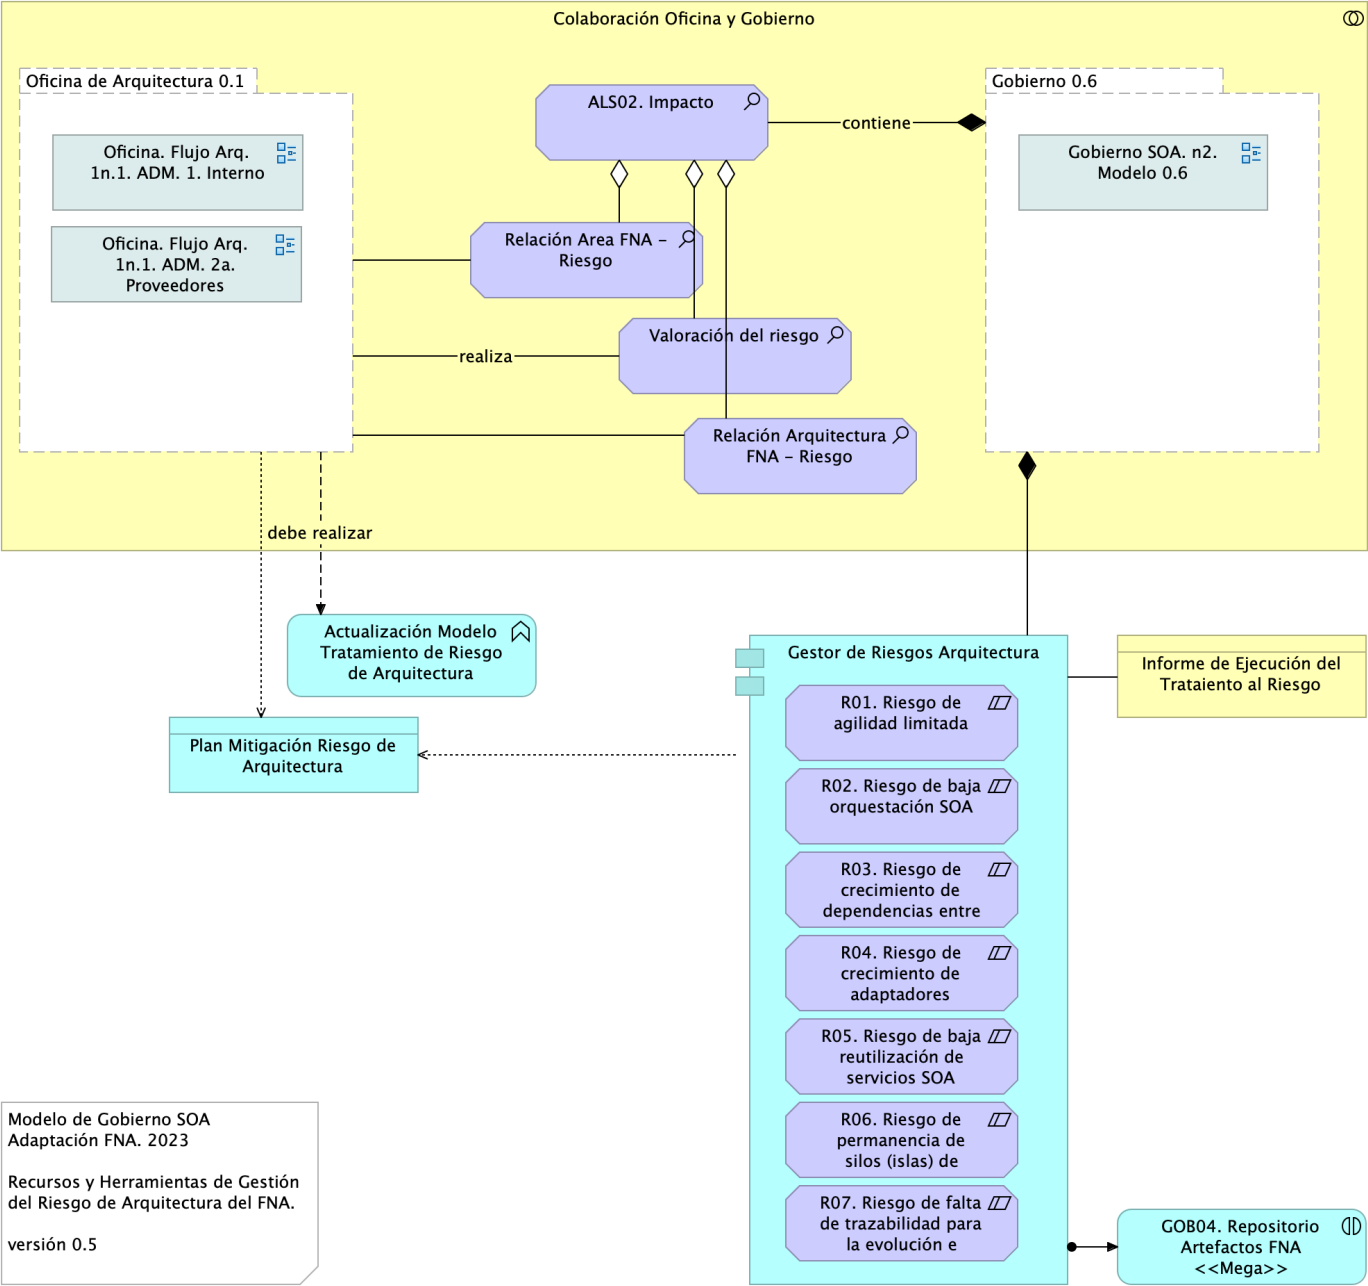 Colaboración Oficina y Gobierno
Oficina de Arquitectura 0.1
Oficina. Flujo Arq.
1n.1. ADM. 1. Interno
Oficina. Flujo Arq.
1n.1. ADM. 2a.
Proveedores
ALS02. Impacto
contiene
Gobierno 0.6
Gobierno SOA. n2.
Modelo 0.6
Relación Area FNA -
Riesgo
Valoración del riesgo
realiza
Relación Arquitectura
FNA - Riesgo
debe realizar
Actualización Modelo
Tratamiento de Riesgo
de Arquitectura
Plan Mitigación Riesgo de
Arquitectura
Gestor de Riesgos Arquitectura
R01. Riesgo de
agilidad limitada
R02. Riesgo de baja
orquestación SOA
R03. Riesgo de
crecimiento de
dependencias entre
R04. Riesgo de
crecimiento de
adaptadores
R05. Riesgo de baja
reutilización de
servicios SOA
R06. Riesgo de
permanencia de
silos (islas) de
R07. Riesgo de falta
de trazabilidad para
la evolución e
Informe de Ejecución del
Trataiento al Riesgo
GOB04. Repositorio
Artefactos FNA
<<Mega>>
Modelo de Gobierno SOA
Adaptación FNA. 2023
Recursos y Herramientas de Gestión
del Riesgo de Arquitectura del FNA.
versión 0.5